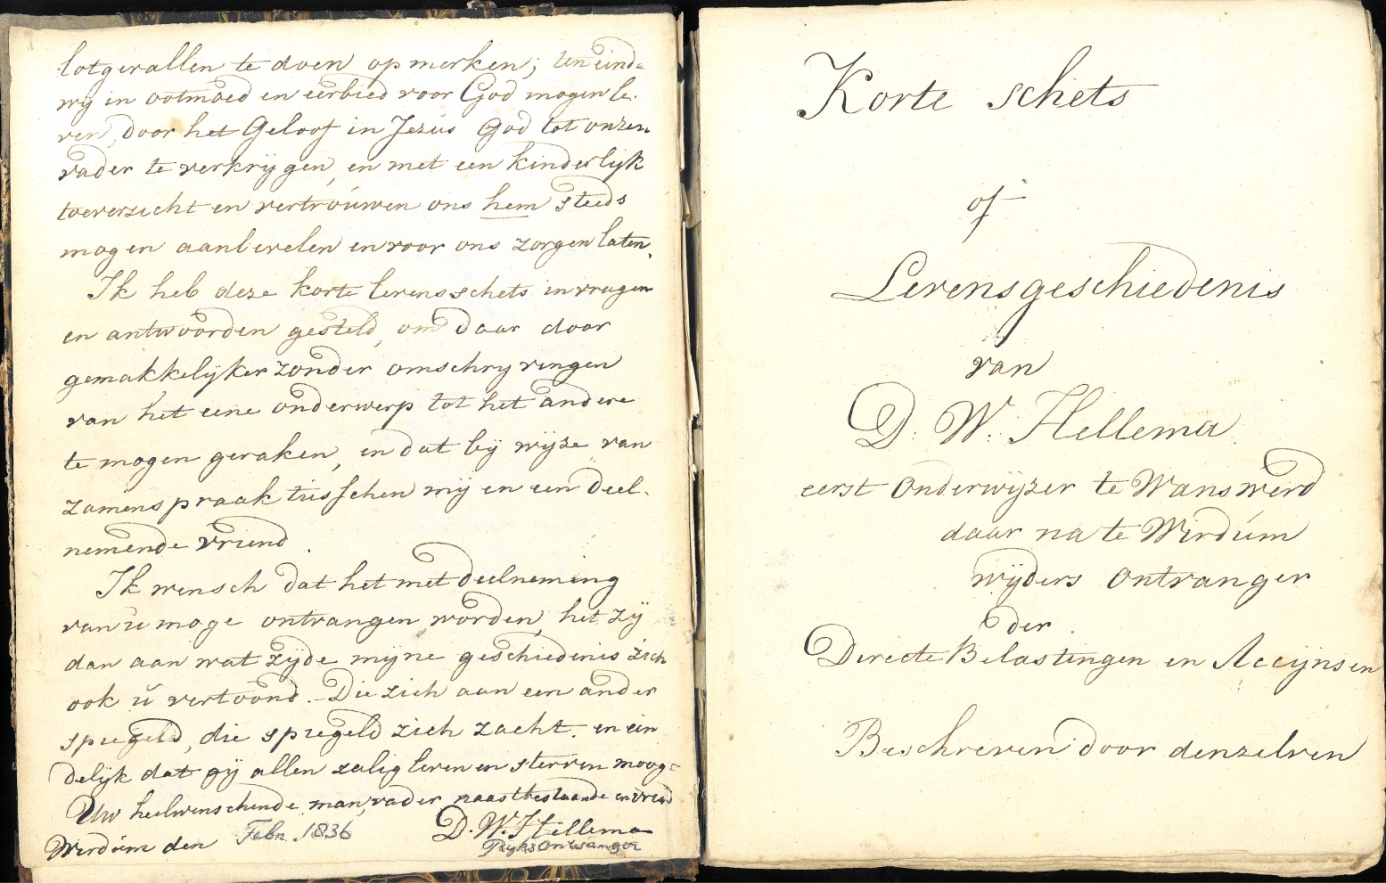 lotgevallen te doen opmerken; ten einde
wij in ootmoed en eerbied voor God mogen le-
ven, door het Geloof in Jezus God tot onzen
vader te verkrijgen, en met een kinderlijk
toeverzicht en vertrouwen ons hem steeds
mogen aanbevelen en voor ons zorgen laten.
Ik heb deze korte levensschets in vragen
en antwoorden gesteld, om daar door
gemakkelijker zonder omschryvingen
van het eene onderwerp tot het andere
te mogen geraken, en dat bij wijze van
zamenspraak tusschen mij en een deel-
nemende vriend.
Ik wensch dat het met deelneming
van u moge ontvangen worden, het zij
dan aan wat zijde mijne geschiedenis zich
ook u vertoond. - Die zich aan een ander
spiegeld, die spiegeld zich zacht. en ein
delijk dat gij allen zalig leven en sterven moogt
Uw heilwenschende man, vader naastbestaande en vriend
D. W. Hellema
Wirdúm den Febr. 1836
Ryks Ontvanger
Korte schets
of
Levensgeschiedenis
van
D. W. Hellema
eerst Onderwijzer te Wanswerd
daar na te Wirdúm
wijders Ontvanger
der
Directe Belastingen en Accijnsen
Beschreven door denzelven